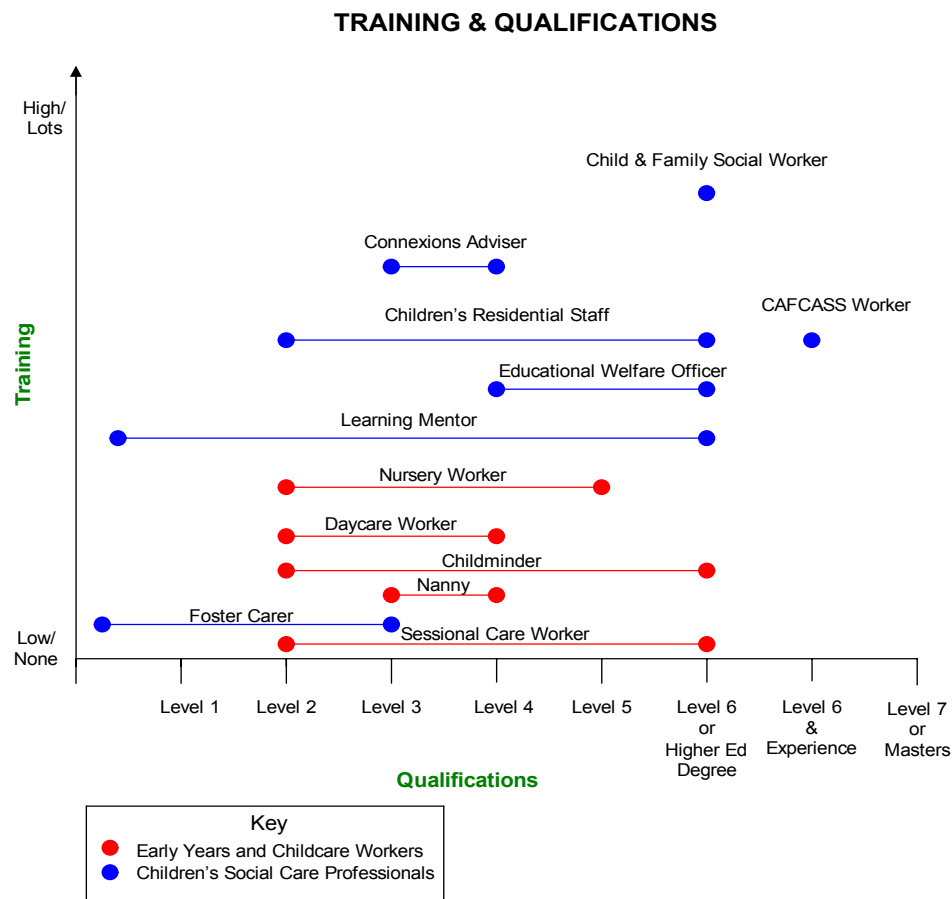 TRAINING & QUALIFICATIONS
High/
Lots
Child & Family Social Worker
Connexions Adviser
CAFCASS Worker
Children’s Residential Staff
Training
Educational Welfare Officer
Learning Mentor
Nursery Worker
Daycare Worker
Childminder
Nanny
Foster Carer
Sessional Care Worker
Low/
None
Level 1
Level 2
Level 3
Level 4
Level 5
Level 6
or
Higher Ed
Degree
Level 6
&
Experience
Level 7
or
Masters
Qualifications
Key
Early Years and Childcare Workers
Children’s Social Care Professionals